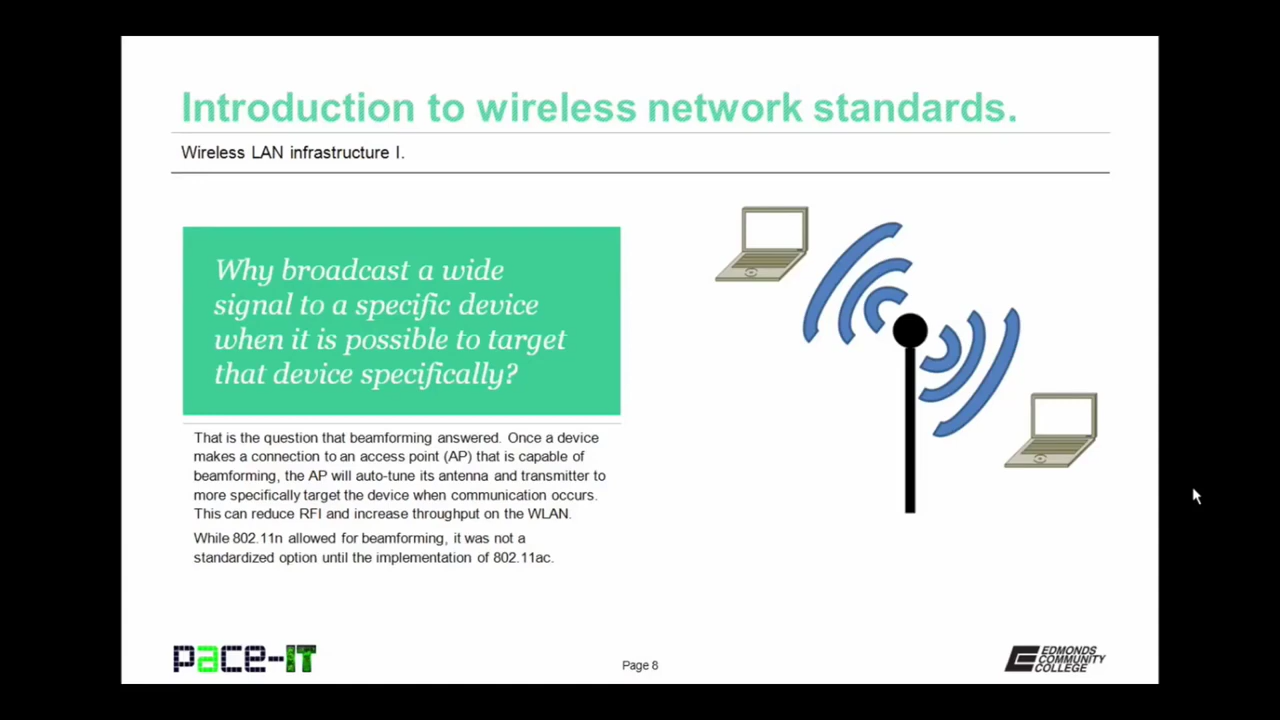 Introduction to wireless network standards.
Wireless LAN infrastructure I.
Why broadcast a wide
signal to a specific device
when it is possible to target
that device specifically?
That is the question that beamforming answered. Once a device
makes a connection to an access point (AP) that is capable of
beamforming, the AP will auto-tune its antenna and transmitter to
more specifically target the device when communication occurs.
This can reduce RFI and increase throughput on the WLAN.
While 802.11n allowed for beamforming, it was not a
standardized option until the implementation of 802.11ac.
pace-IT
Page 8
EDMONDS
COMMUNITY
COLLEGE